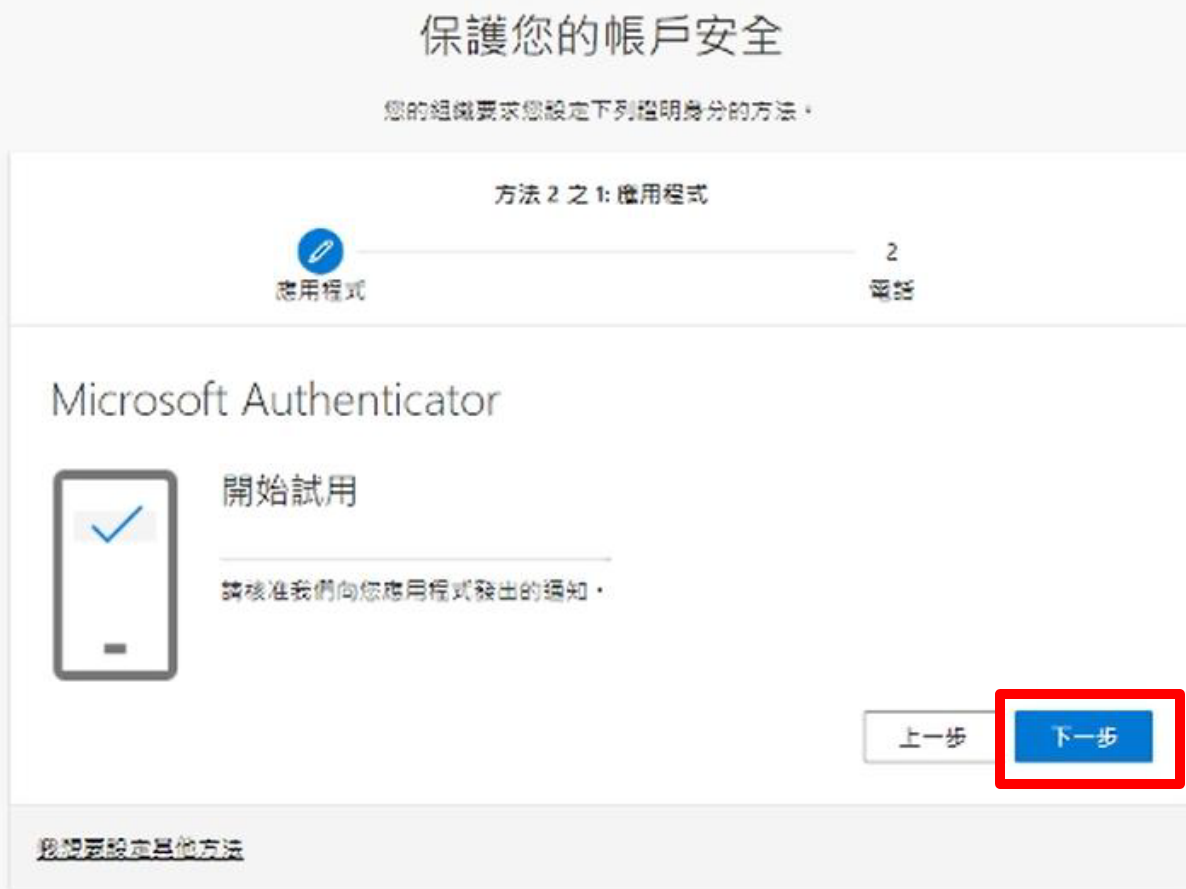 保護您的帳戶安全
您的組織要求您設定下列證明身分的方法。
方法 2 之 1: 應用程式
2
應用程式
電話
Microsoft Authenticator
開始試用
請核准我們向您應用程式發出的通知。
上一步
下一步
我想要設定其他方法